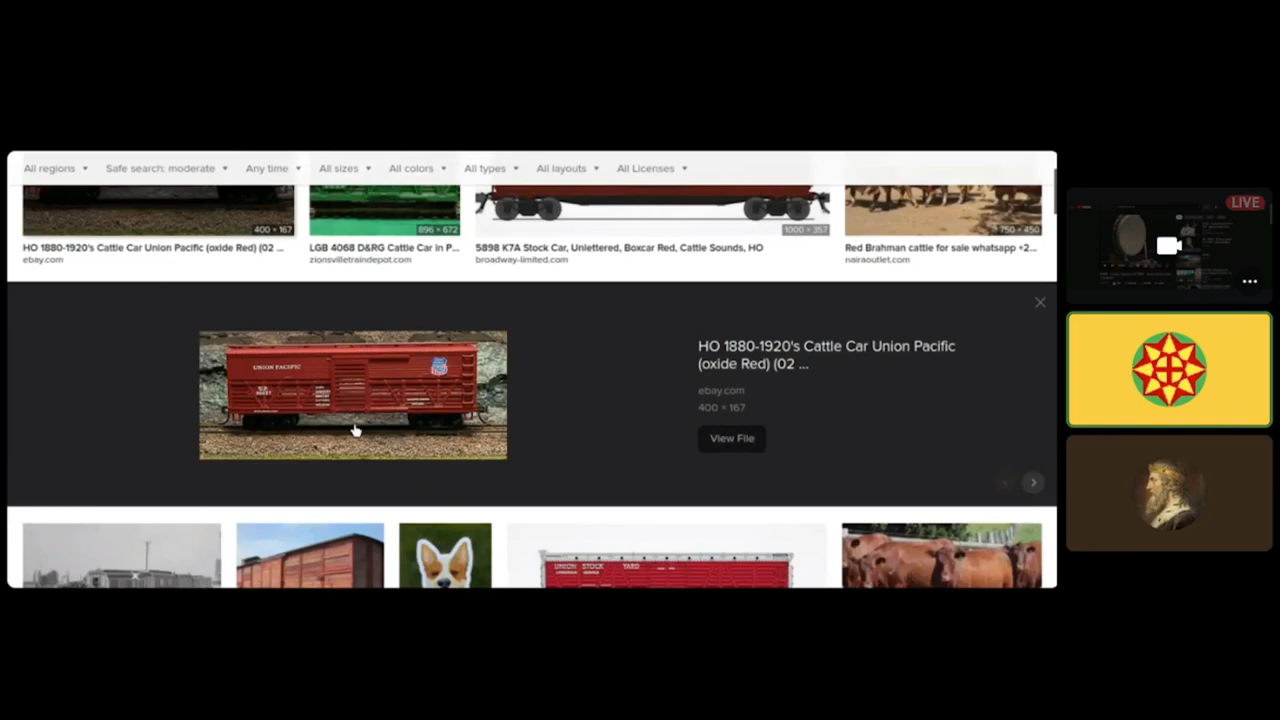 All regions
Safe search: moderate
Any time
All sizes
All colors
All types
All layouts
All Licenses
400 × 167
896 × 672
1000 × 357
750 × 450
HO 1880-1920's Cattle Car Union Pacific (oxide Red) (02 ...
LGB 4068 D&RG Cattle Car in P...
5898 K7A Stock Car, Unlettered, Boxcar Red, Cattle Sounds, HO
Red Brahman cattle for sale whatsapp +2...
ebay.com
zionsvilletraindepot.com
broadway-limited.com
nairaoutlet.com
LIVE
UNION PACIFIC
U.P.
HO 1880-1920's Cattle Car Union Pacific
(oxide Red) (02 ...
ebay.com
400 × 167
View File
UNION STOCK YARD